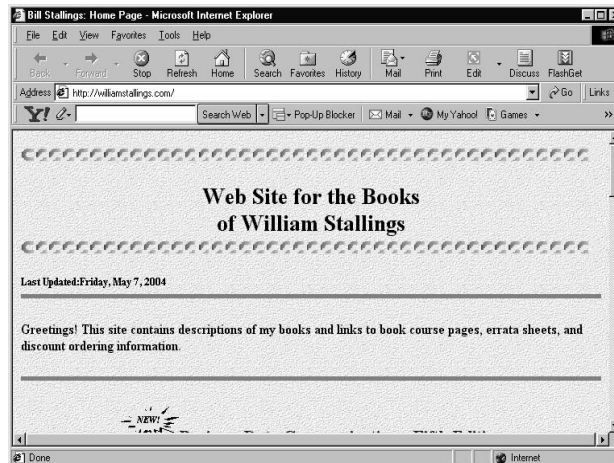 Bill Stallings: Home Page - Microsoft Internet Explorer
File Edit View Favorites Tools Help
Back Forward Stop Refresh Home Search Favorites History Mail Print Edit Discuss FlashGet
Address http://williamstallings.com/ Go Links
Y! Search Web Pop-Up Blocker Mail My Yahoo! Games »
Web Site for the Books
of William Stallings
Last Updated:Friday, May 7, 2004
Greetings! This site contains descriptions of my books and links to book course pages, errata sheets, and
discount ordering information.
NEW!
Done Internet